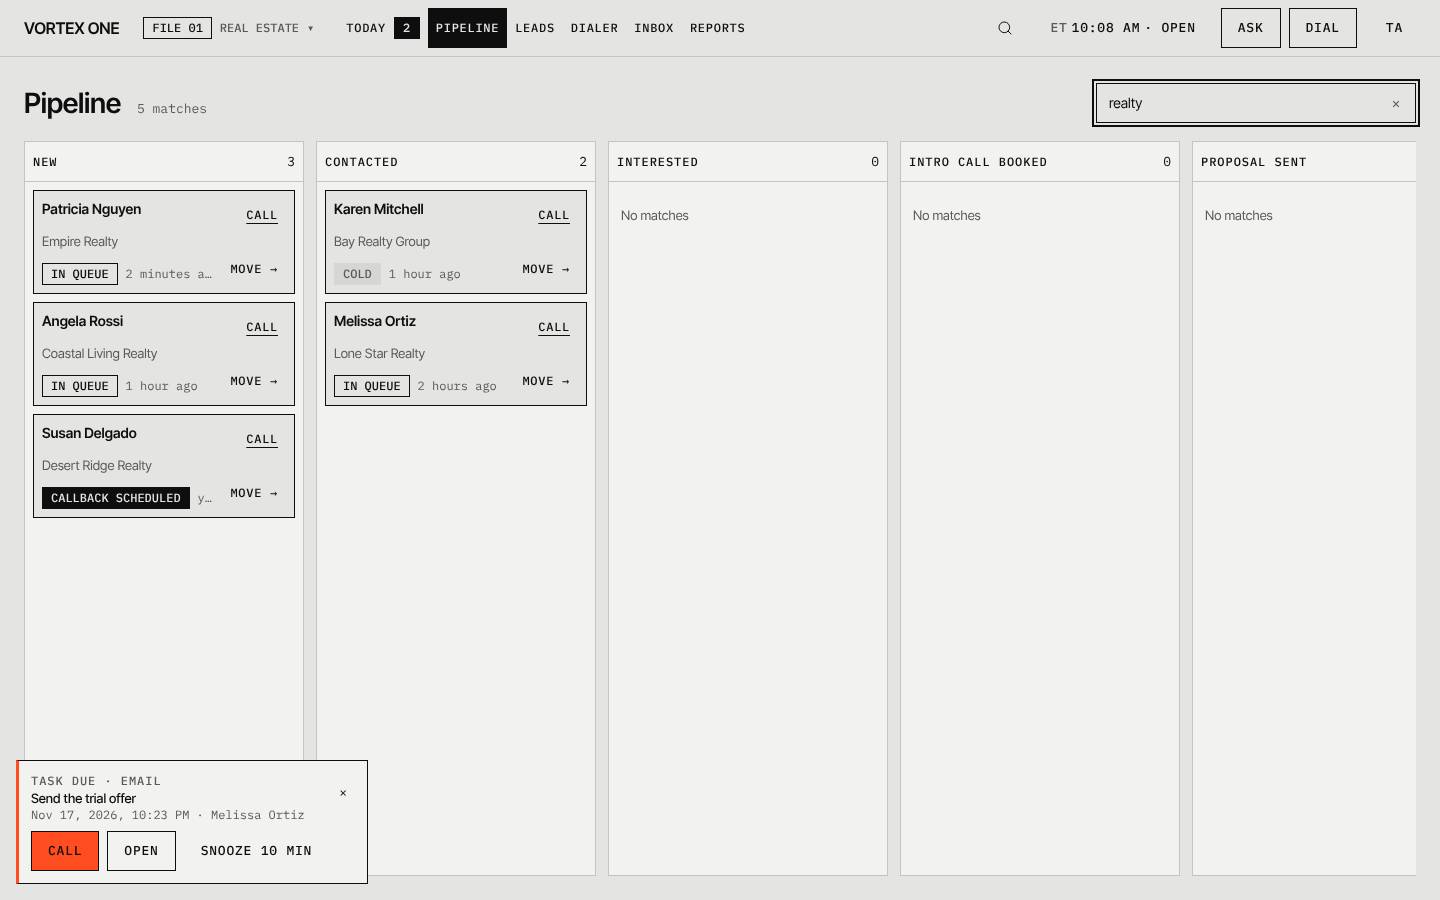 VORTEX ONE FILE 01 REAL ESTATE ▾ TODAY 2 PIPELINE LEADS DIALER INBOX REPORTS ET 10:08 AM · OPEN ASK DIAL TA
Pipeline 5 matches realty ×
NEW 3 CONTACTED 2 INTERESTED 0 INTRO CALL BOOKED 0 PROPOSAL SENT
Patricia Nguyen CALL
Empire Realty
IN QUEUE 2 minutes a… MOVE →
Angela Rossi CALL
Coastal Living Realty
IN QUEUE 1 hour ago MOVE →
Susan Delgado CALL
Desert Ridge Realty
CALLBACK SCHEDULED y… MOVE →
Karen Mitchell CALL
Bay Realty Group
COLD 1 hour ago MOVE →
Melissa Ortiz CALL
Lone Star Realty
IN QUEUE 2 hours ago MOVE →
No matches
No matches
No matches
TASK DUE · EMAIL ×
Send the trial offer
Nov 17, 2026, 10:23 PM · Melissa Ortiz
CALL OPEN SNOOZE 10 MIN